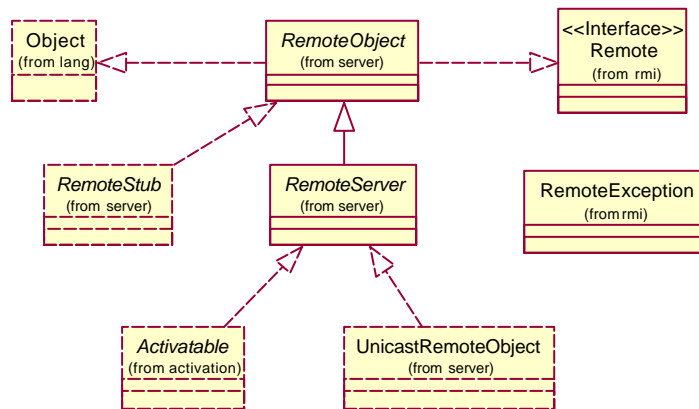 Object
(from lang)
RemoteObject
(from server)
<<Interface>>
Remote
(from rmi)
RemoteStub
(from server)
RemoteServer
(from server)
RemoteException
(from rmi)
Activatable
(from activation)
UnicastRemoteObject
(from server)